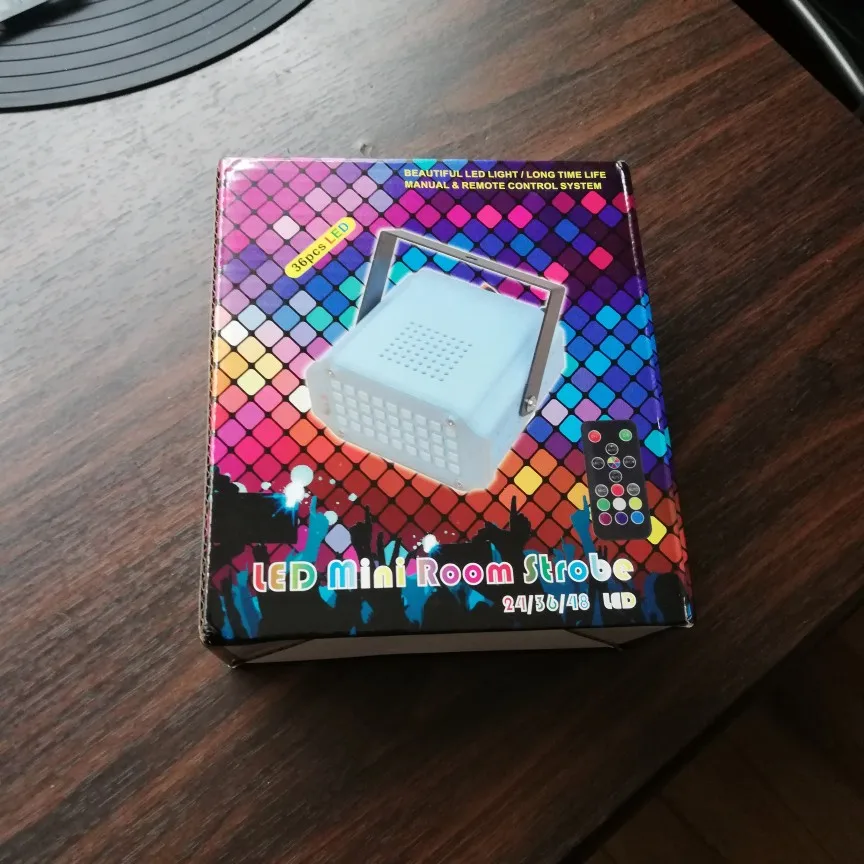 BEAUTIFUL LED LIGHT / LONG TIME LIFE
MANUAL & REMOTE CONTROL SYSTEM
36pcs LED
LED Mini Room Strobe
24/36/48 LED